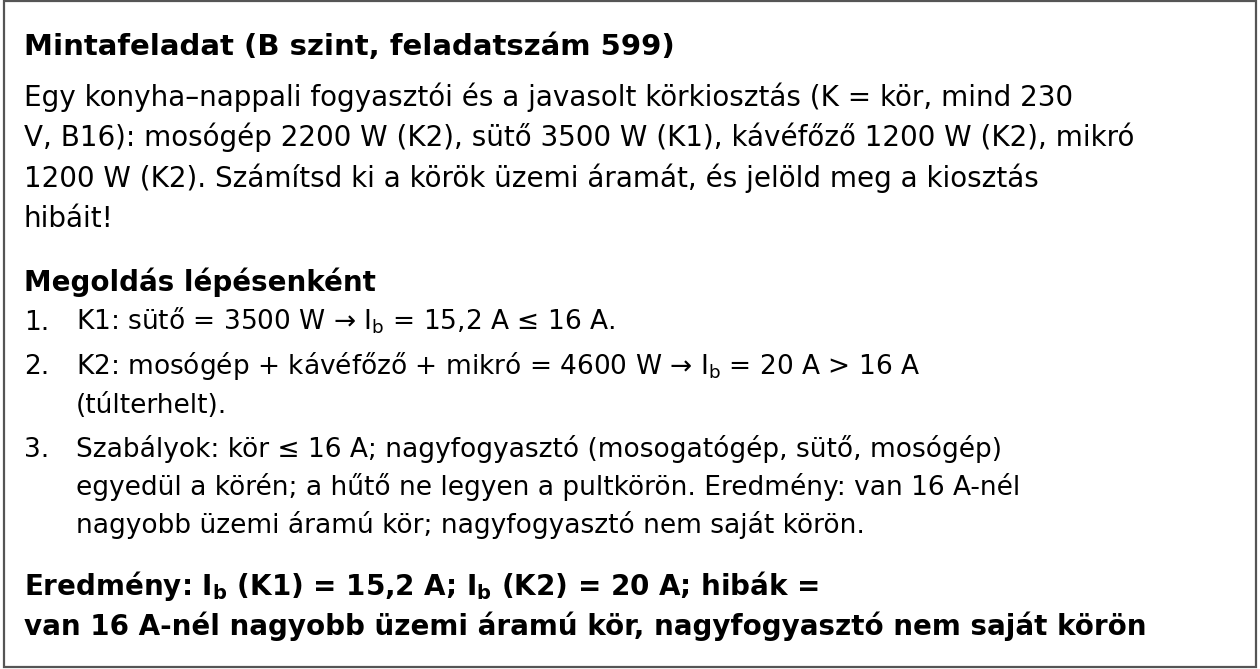 Mintafeladat (B szint, feladatszám 599)
Egy konyha–nappali fogyasztói és a javasolt körkiosztás (K = kör, mind 230
V, B16): mosógép 2200 W (K2), sütő 3500 W (K1), kávéfőző 1200 W (K2), mikró
1200 W (K2). Számítsd ki a körök üzemi áramát, és jelöld meg a kiosztás
hibáit!
Megoldás lépésenként
1. K1: sütő = 3500 W → I_b = 15,2 A ≤ 16 A.
2. K2: mosógép + kávéfőző + mikró = 4600 W → I_b = 20 A > 16 A
(túlterhelt).
3. Szabályok: kör ≤ 16 A; nagyfogyasztó (mosogatógép, sütő, mosógép)
egyedül a körén; a hűtő ne legyen a pultkörön. Eredmény: van 16 A-nél
nagyobb üzemi áramú kör; nagyfogyasztó nem saját körön.
Eredmény: I_b (K1) = 15,2 A; I_b (K2) = 20 A; hibák =
van 16 A-nél nagyobb üzemi áramú kör, nagyfogyasztó nem saját körön